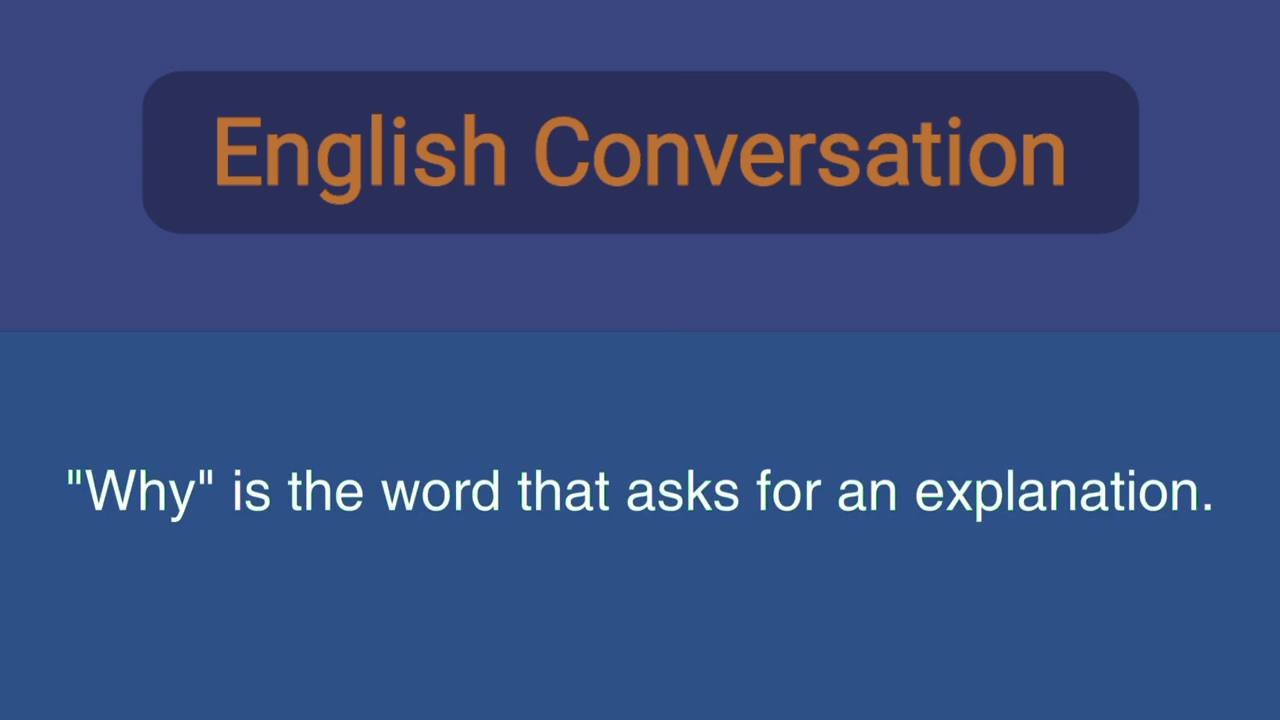 English Conversation
"Why" is the word that asks for an explanation.